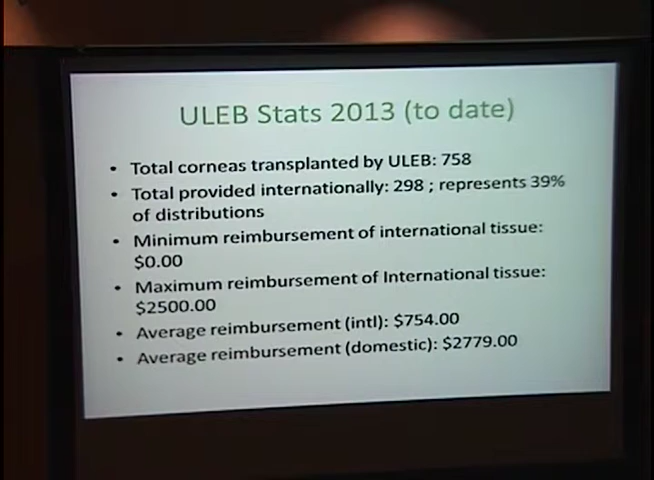 ULEB Stats 2013 (to date)
• Total corneas transplanted by ULEB: 758
• Total provided internationally: 298 ; represents 39%
of distributions
• Minimum reimbursement of international tissue:
$0.00
• Maximum reimbursement of International tissue:
$2500.00
• Average reimbursement (intl): $754.00
• Average reimbursement (domestic): $2779.00